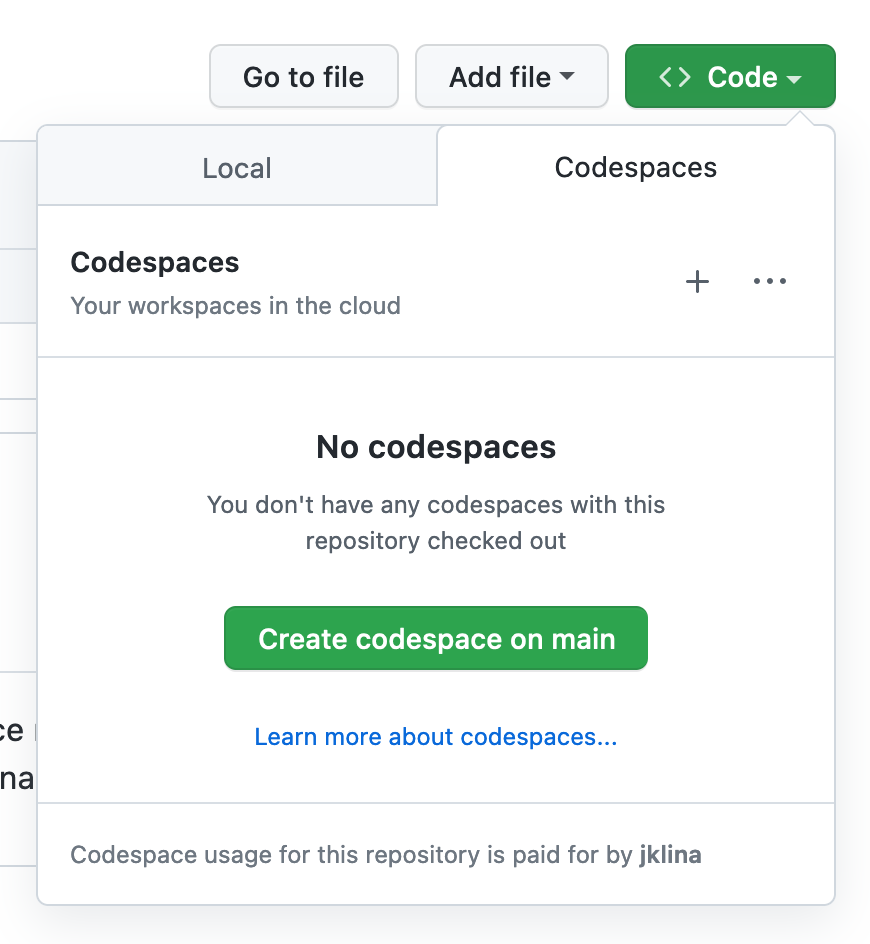 Go to file
Add file
<> Code
Local
Codespaces
Codespaces
Your workspaces in the cloud
No codespaces
You don't have any codespaces with this
repository checked out
Create codespace on main
Learn more about codespaces...
ce
na
Codespace usage for this repository is paid for by jklina